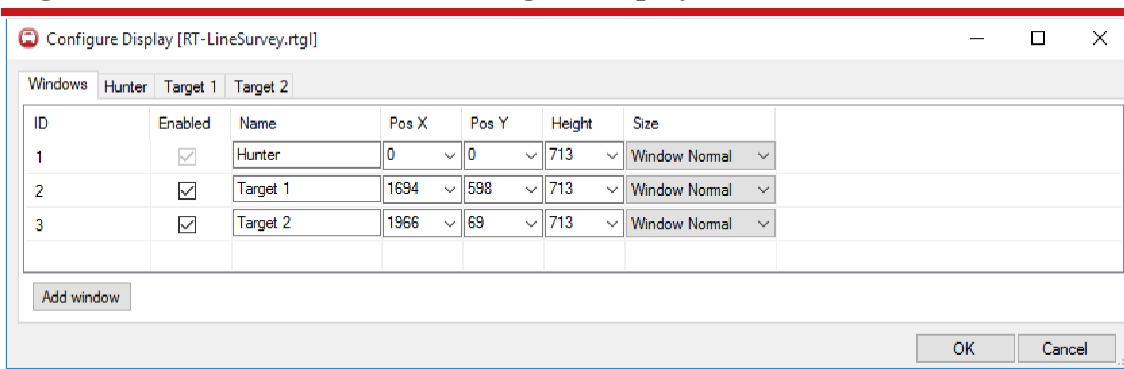 Configure Display [RT-LineSurvey.rtgl]
Windows Hunter Target 1 Target 2
ID Enabled Name Pos X Pos Y Height Size
1 Hunter 0 0 713 Window Normal
2 Target 1 1694 598 713 Window Normal
3 Target 2 1966 69 713 Window Normal
Add window
OK Cancel